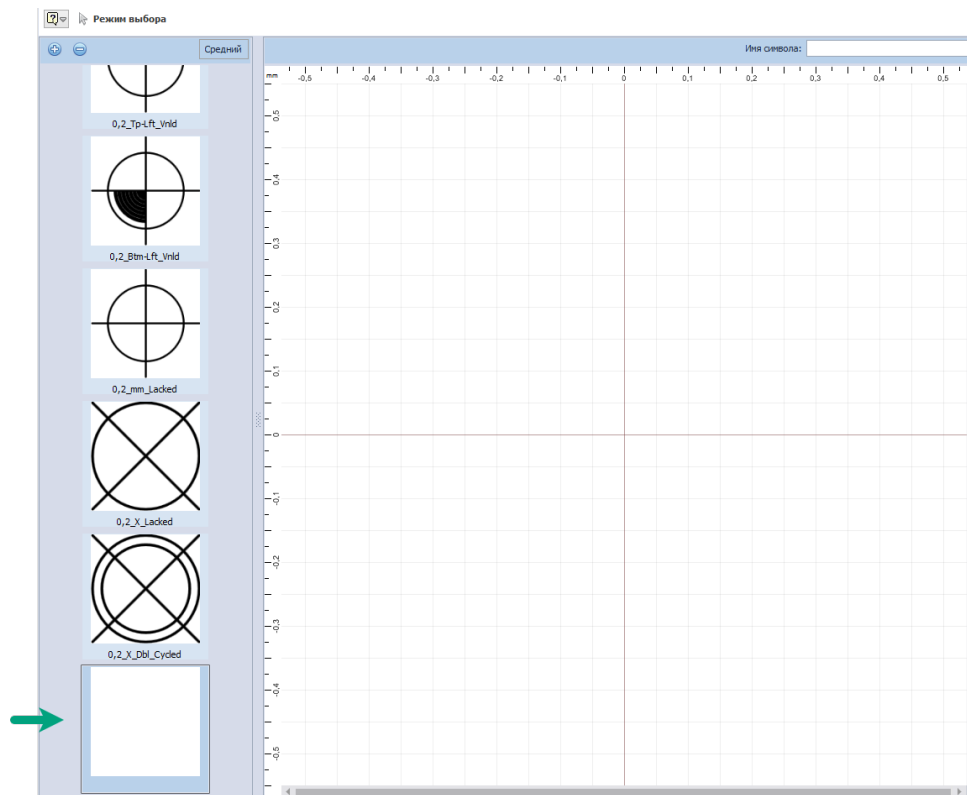 Режим выбора
Средний
Имя символа:
mm
-0,5 -0,4 -0,3 -0,2 -0,1 0 0,1 0,2 0,3 0,4 0,5
0,5
0,4
0,3
0,2
0,1
0
-0,1
-0,2
-0,3
-0,4
-0,5
0,2_Tp-Lft_Vnld
0,2_Btm-Lft_Vnld
0,2_mm_Lacked
0,2_X_Lacked
0,2_X_Dbl_Cycled